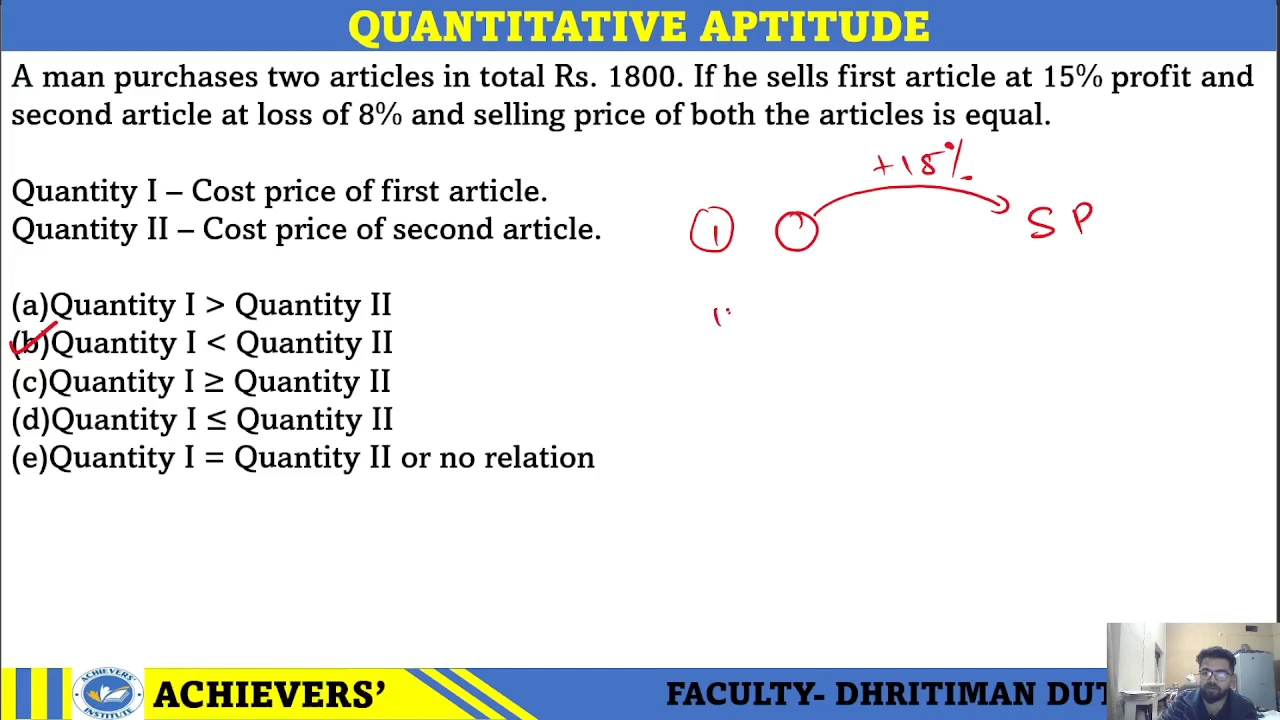 QUANTITATIVE APTITUDE
A man purchases two articles in total Rs. 1800. If he sells first article at 15% profit and
second article at loss of 8% and selling price of both the articles is equal.
Quantity I – Cost price of first article.
Quantity II – Cost price of second article.
+15%
1
SP
(a)Quantity I > Quantity II
(b)Quantity I < Quantity II
(c)Quantity I ≥ Quantity II
(d)Quantity I ≤ Quantity II
(e)Quantity I = Quantity II or no relation
ACHIEVERS' INSTITUTE
ACHIEVERS’
FACULTY- DHRITIMAN DUT